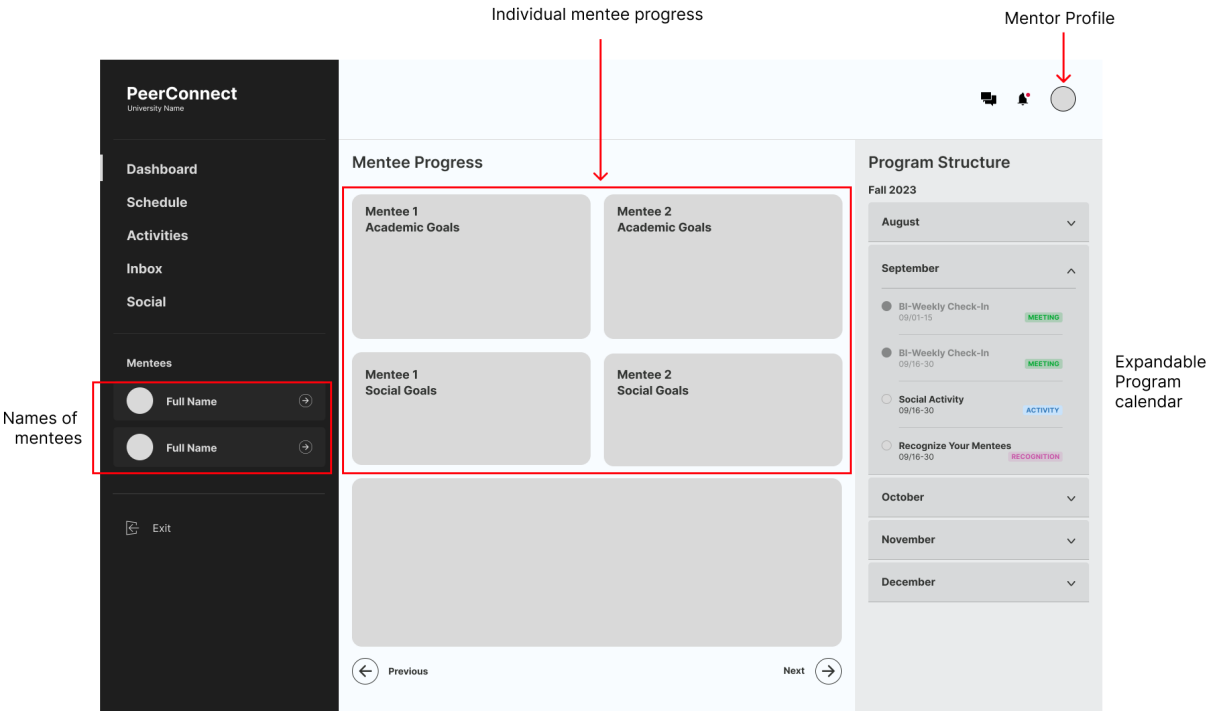 Individual mentee progress
Mentor Profile
PeerConnect
University Name
Dashboard
Schedule
Activities
Inbox
Social
Mentees
Names of
mentees
Full Name
Full Name
Exit
Mentee Progress
Mentee 1
Academic Goals
Mentee 2
Academic Goals
Mentee 1
Social Goals
Mentee 2
Social Goals
Previous
Next
Program Structure
Fall 2023
August
September
BI-Weekly Check-In
09/01-15
MEETING
BI-Weekly Check-In
09/16-30
MEETING
Social Activity
09/16-30
ACTIVITY
Recognize Your Mentees
09/16-30
RECOGNITION
October
November
December
Expandable
Program
calendar